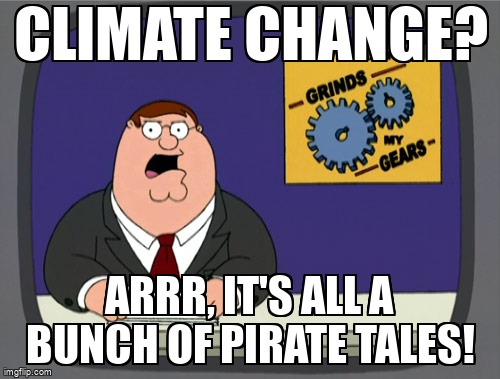 CLIMATE CHANGE?
GRINDS
MY
GEARS
ARRR, IT'S ALL A
BUNCH OF PIRATE TALES!
imgflip.com